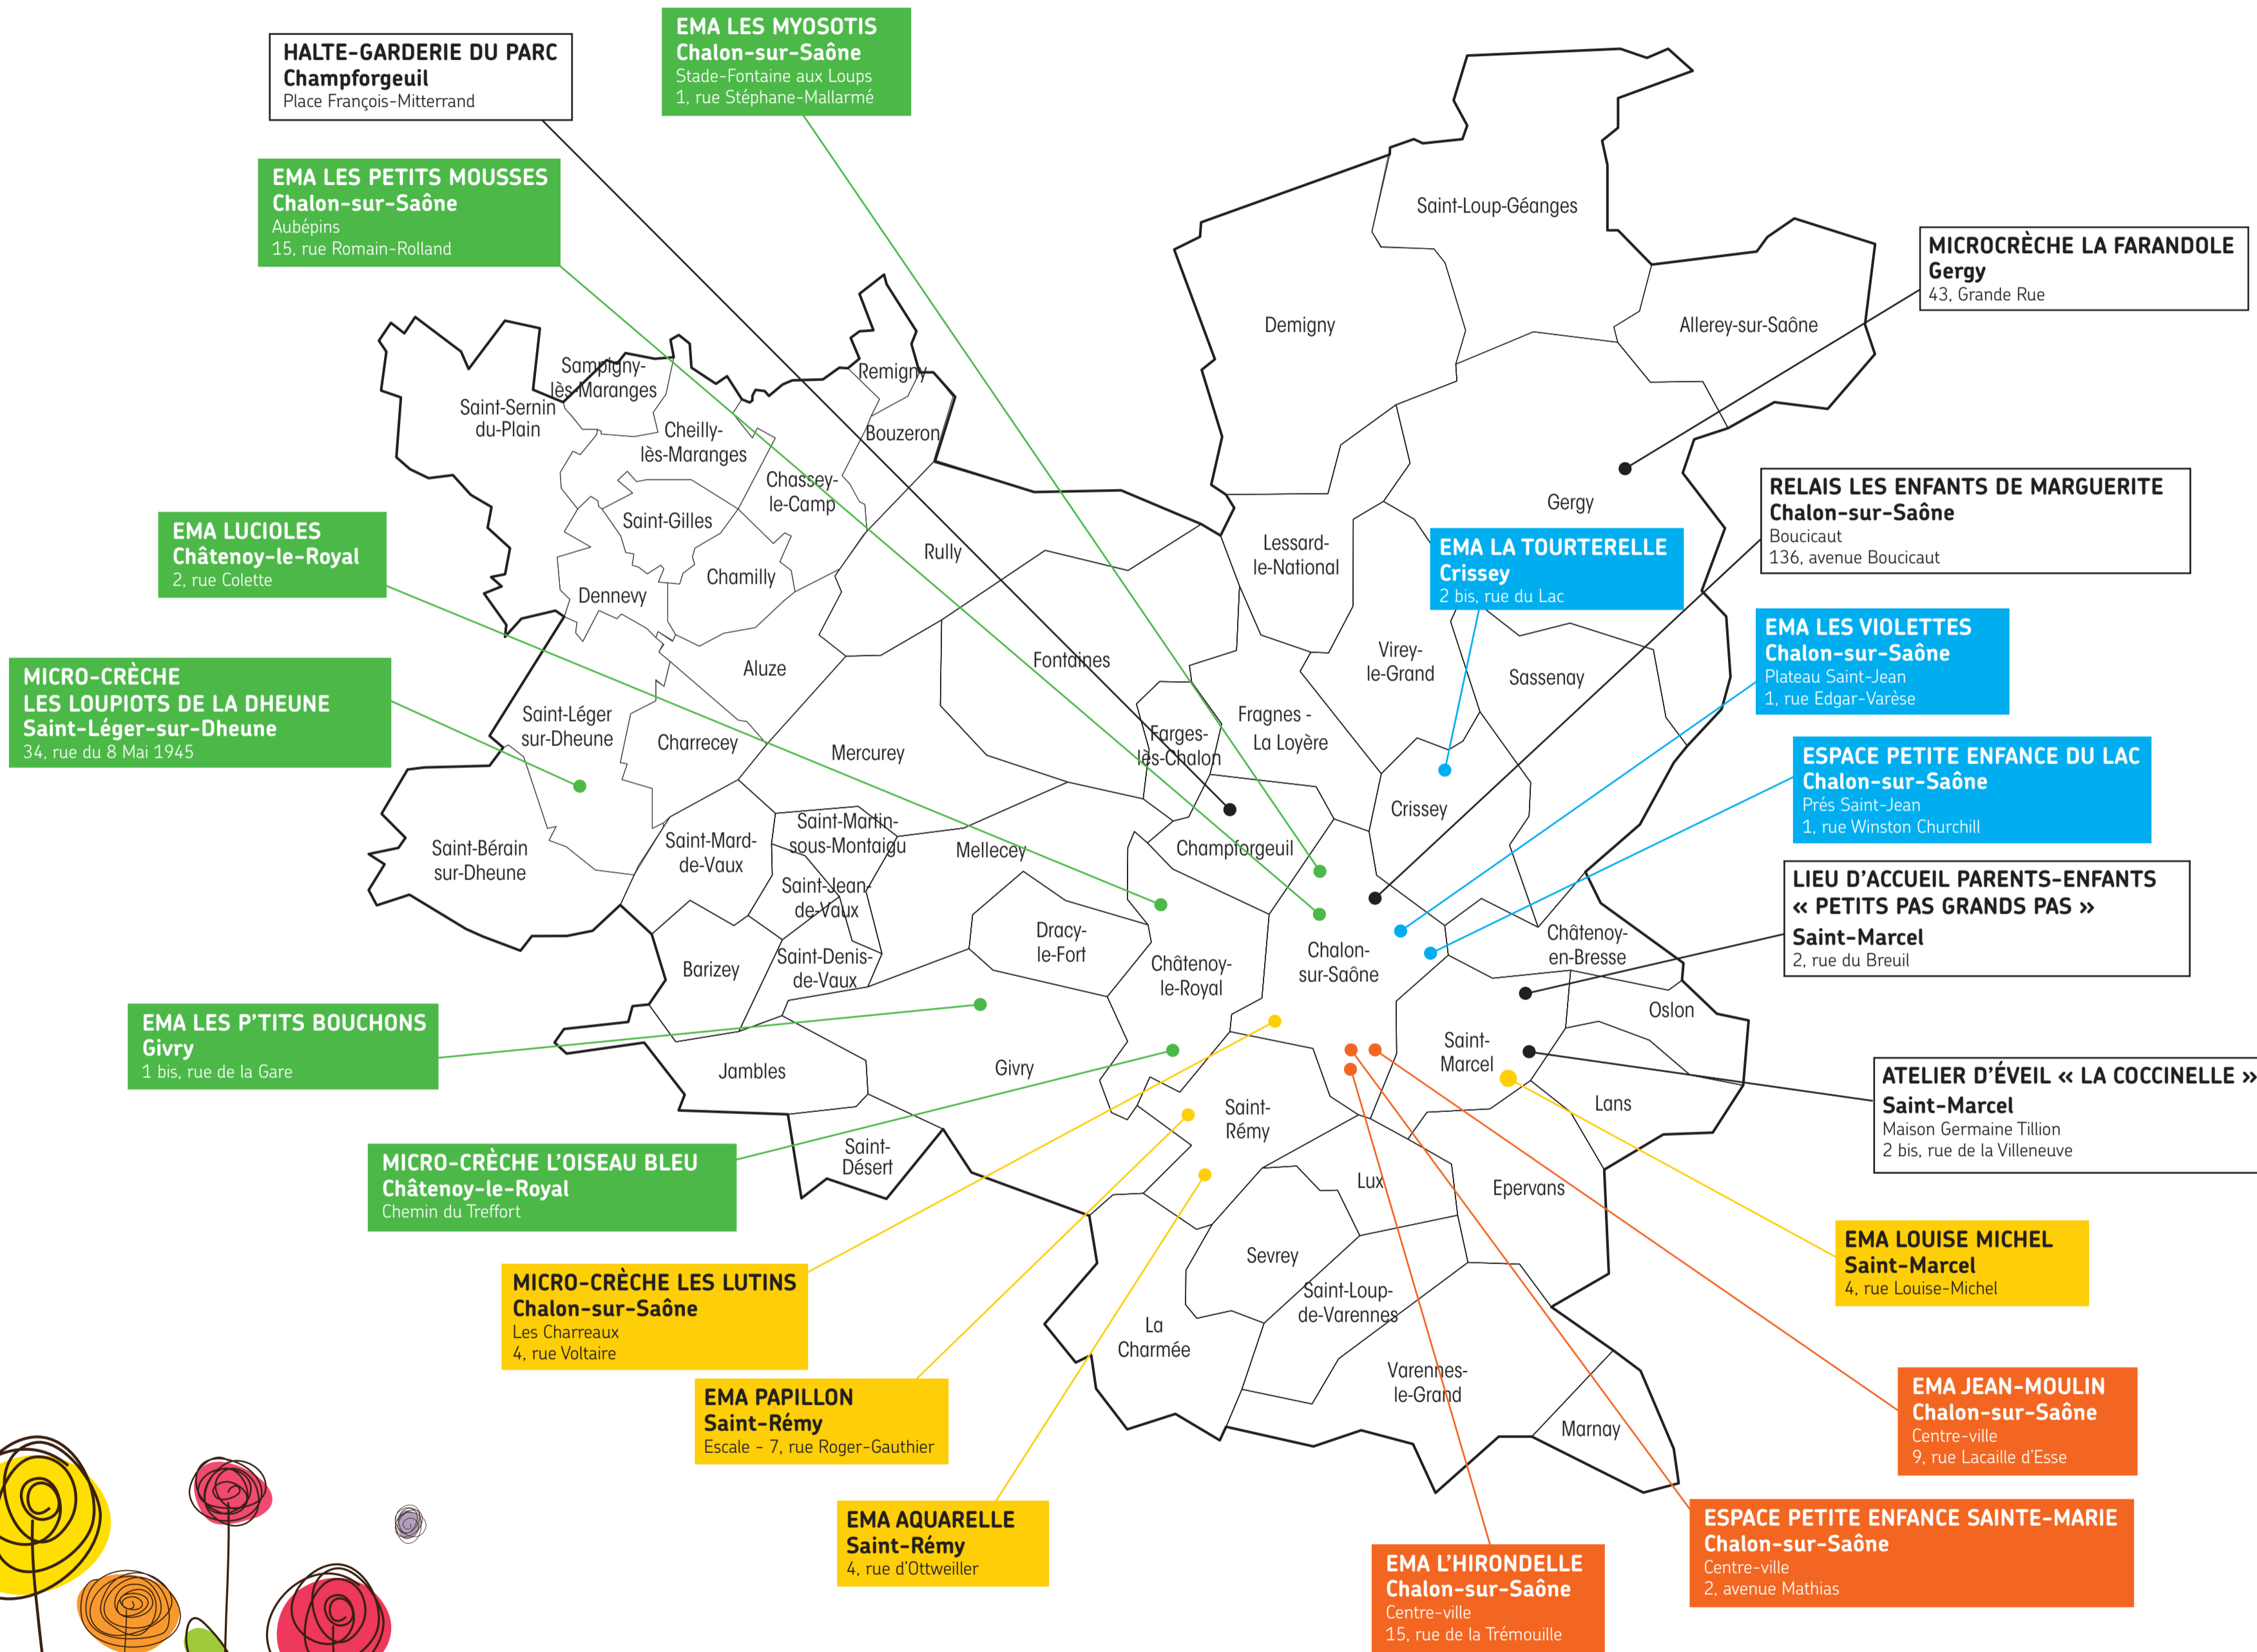 HALTE-GARDERIE DU PARC
Champforgeuil
Place François-Mitterrand
EMA LES MYOSOTIS
Chalon-sur-Saône
Stade-Fontaine aux Loups
1, rue Stéphane-Mallarmé
EMA LES PETITS MOUSSES
Chalon-sur-Saône
Aubépins
15, rue Romain-Rolland
EMA LUCIOLES
Châtenoy-le-Royal
2, rue Colette
MICRO-CRÈCHE
LES LOUPIOTS DE LA DHEUNE
Saint-Léger-sur-Dheune
34, rue du 8 Mai 1945
EMA LES P'TITS BOUCHONS
Givry
1 bis, rue de la Gare
MICRO-CRÈCHE L'OISEAU BLEU
Châtenoy-le-Royal
Chemin du Treffort
MICRO-CRÈCHE LES LUTINS
Chalon-sur-Saône
Les Charreaux
4, rue Voltaire
EMA PAPILLON
Saint-Rémy
Escale - 7, rue Roger-Gauthier
EMA AQUARELLE
Saint-Rémy
4, rue d'Ottweiller
Saint-Loup-Géanges
Demigny
Allerey-sur-Saône
Sampigny-
lès-Maranges
Remigny
Saint-Sernin
du-Plain
Cheilly-
lès-Maranges
Bouzeron
Chassey-
le-Camp
Saint-Gilles
Gergy
Rully
Lessard-
le-National
Chamilly
Dennevy
Aluze
Fontaines
Virey-
le-Grand
Sassenay
Saint-Léger
sur-Dheune
Charrecey
Mercurey
Farges-
lès-Chalon
Fragnes -
La Loyère
Crissey
Saint-Bérain
sur-Dheune
Saint-Mard-
de-Vaux
Saint-Martin-
sous-Montaigu
Mellecey
Champforgeuil
Saint-Jean-
de-Vaux
Dracy-
le-Fort
Châtenoy-
le-Royal
Chalon-
sur-Saône
Châtenoy-
en-Bresse
Barizey
Saint-Denis-
de-Vaux
Oslon
Jambles
Givry
Saint-
Marcel
Lans
Saint-
Rémy
Saint-
Désert
Lux
Epervans
Sevrey
Saint-Loup-
de-Varennes
La
Charmée
Varennes-
le-Grand
Marnay
MICROCRÈCHE LA FARANDOLE
Gergy
43, Grande Rue
RELAIS LES ENFANTS DE MARGUERITE
Chalon-sur-Saône
Boucicaut
136, avenue Boucicaut
EMA LA TOURTERELLE
Crissey
2 bis, rue du Lac
EMA LES VIOLETTES
Chalon-sur-Saône
Plateau Saint-Jean
1, rue Edgar-Varèse
ESPACE PETITE ENFANCE DU LAC
Chalon-sur-Saône
Prés Saint-Jean
1, rue Winston Churchill
LIEU D'ACCUEIL PARENTS-ENFANTS
« PETITS PAS GRANDS PAS »
Saint-Marcel
2, rue du Breuil
ATELIER D'ÉVEIL « LA COCCINELLE »
Saint-Marcel
Maison Germaine Tillion
2 bis, rue de la Villeneuve
EMA LOUISE MICHEL
Saint-Marcel
4, rue Louise-Michel
EMA JEAN-MOULIN
Chalon-sur-Saône
Centre-ville
9, rue Lacaille d'Esse
ESPACE PETITE ENFANCE SAINTE-MARIE
Chalon-sur-Saône
Centre-ville
2, avenue Mathias
EMA L'HIRONDELLE
Chalon-sur-Saône
Centre-ville
15, rue de la Trémouille